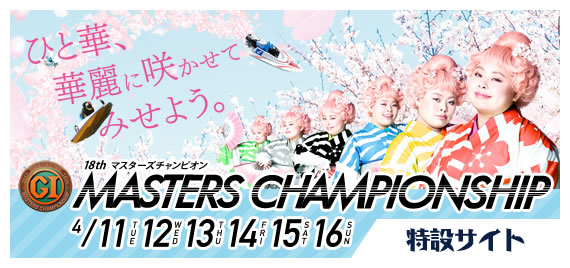 ひと華、
華麗に咲かせて
みせよう。
18th マスターズチャンピオン
GI MASTERS CHAMPIONSHIP
4/11 TUE 12 WED 13 THU 14 FRI 15 SAT 16 SUN
特設サイト